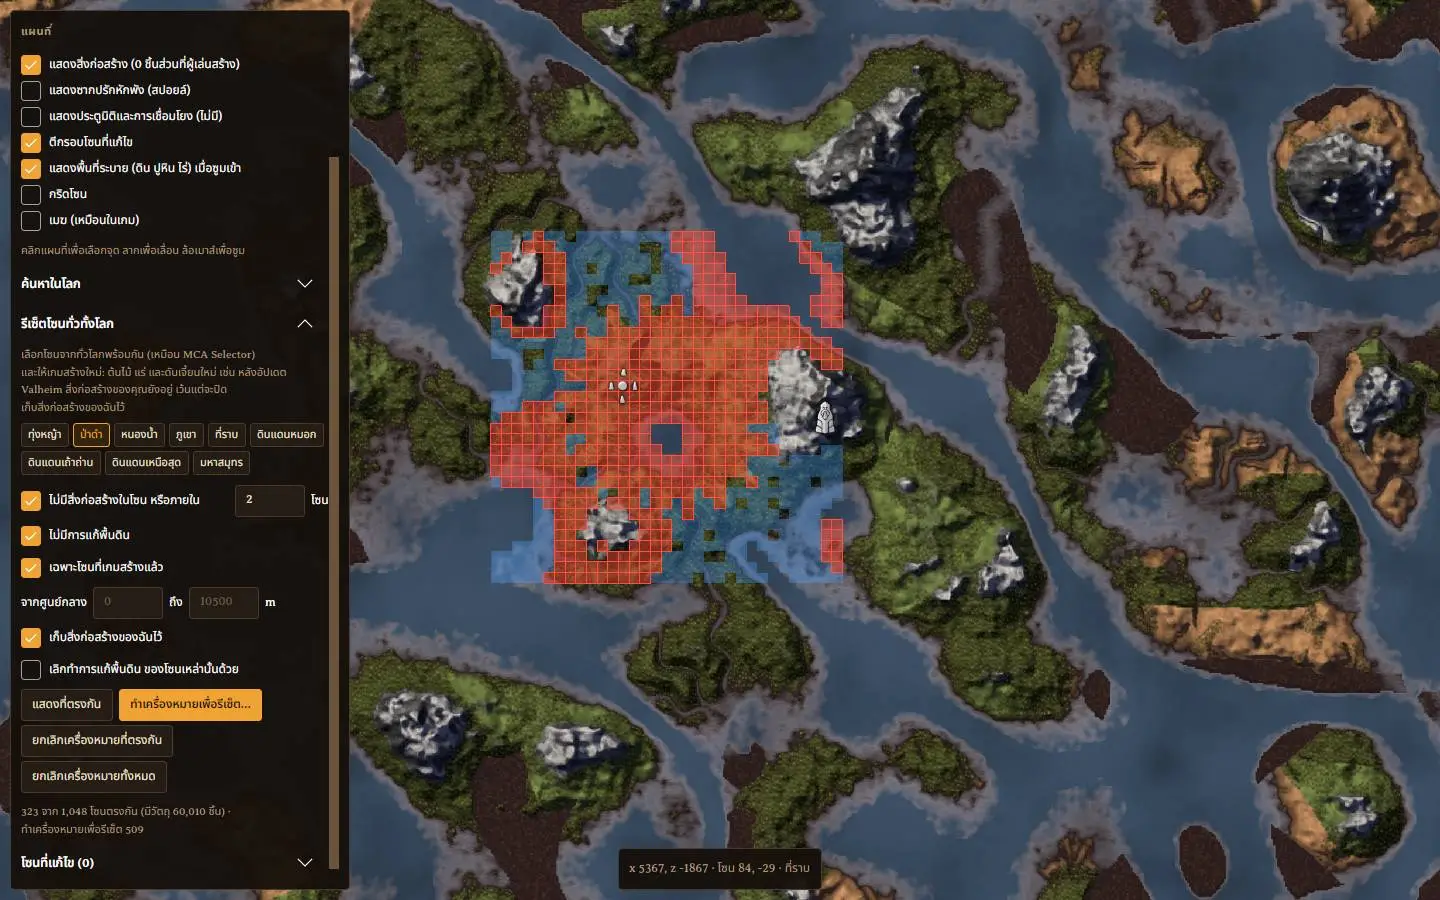 แผนที่
แสดงสิ่งก่อสร้าง (0 ชิ้นส่วนที่ผู้เล่นสร้าง)
แสดงซากปรักหักพัง (สปอยล์)
แสดงประตูมิติและการเชื่อมโยง (ไม่มี)
ตีกรอบโซนที่แก้ไข
แสดงพื้นที่ระบาย (ดิน ปูหิน ไร่) เมื่อซูมเข้า
กริดโซน
เมฆ (เหมือนในเกม)
คลิกแผนที่เพื่อเลือกจุด ลากเพื่อเลื่อน ล้อเมาส์เพื่อซูม
ค้นหาในโลก
รีเซ็ตโซนทั่วทั้งโลก
เลือกโซนจากทั่วโลกพร้อมกัน (เหมือน MCA Selector)
และให้เกมสร้างใหม่: ต้นไม้ แร่ และดันเจี้ยนใหม่ เช่น หลังอัปเดต
Valheim สิ่งก่อสร้างของคุณยังอยู่ เว้นแต่จะปิด
เก็บสิ่งก่อสร้างของฉันไว้
ทุ่งหญ้า ป่าดำ หนองน้ำ ภูเขา ที่ราบ ดินแดนหมอก
ดินแดนเถ้าถ่าน ดินแดนเหนือสุด มหาสมุทร
ไม่มีสิ่งก่อสร้างในโซน หรือภายใน 2 โซน
ไม่มีการแก้พื้นดิน
เฉพาะโซนที่เกมสร้างแล้ว
จากศูนย์กลาง 0 ถึง 10500 m
เก็บสิ่งก่อสร้างของฉันไว้
เลิกทำการแก้พื้นดิน ของโซนเหล่านั้นด้วย
แสดงที่ตรงกัน ทำเครื่องหมายเพื่อรีเซ็ต...
ยกเลิกเครื่องหมายที่ตรงกัน
ยกเลิกเครื่องหมายทั้งหมด
323 จาก 1,048 โซนตรงกัน (มีวัตถุ 60,010 ชิ้น) ·
ทำเครื่องหมายเพื่อรีเซ็ต 509
โซนที่แก้ไข (0)
x 5367, z -1867 · โซน 84, -29 · ที่ราบ